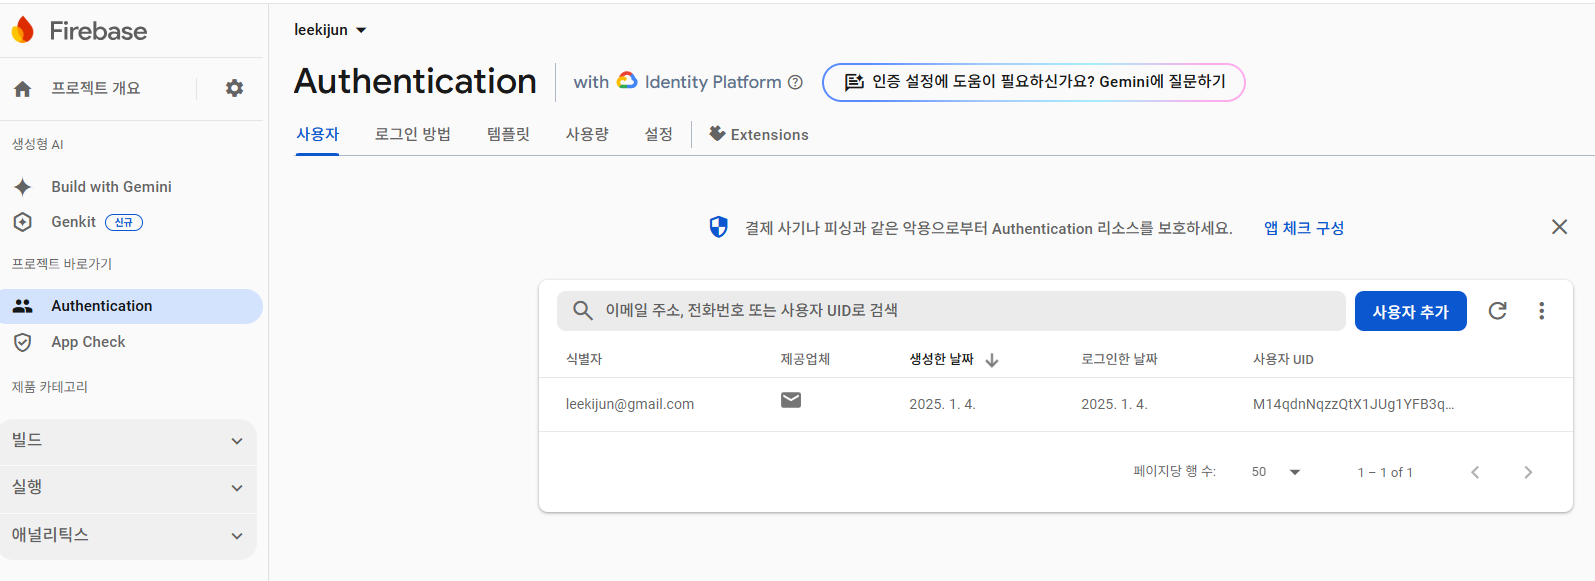 Firebase
leekijun
Authentication
with Identity Platform
인증 설정에 도움이 필요하신가요? Gemini에 질문하기
프로젝트 개요
사용자 로그인 방법 템플릿 사용량 설정 Extensions
생성형 AI
Build with Gemini
Genkit 신규
프로젝트 바로가기
Authentication
App Check
제품 카테고리
빌드
실행
애널리틱스
결제 사기나 피싱과 같은 악용으로부터 Authentication 리소스를 보호하세요. 앱 체크 구성
이메일 주소, 전화번호 또는 사용자 UID로 검색 사용자 추가
식별자 제공업체 생성한 날짜 로그인한 날짜 사용자 UID
leekijun@gmail.com 2025. 1. 4. 2025. 1. 4. M14qdnNqzzQtX1JUg1YFB3q...
페이지당 행 수: 50 1 – 1 of 1